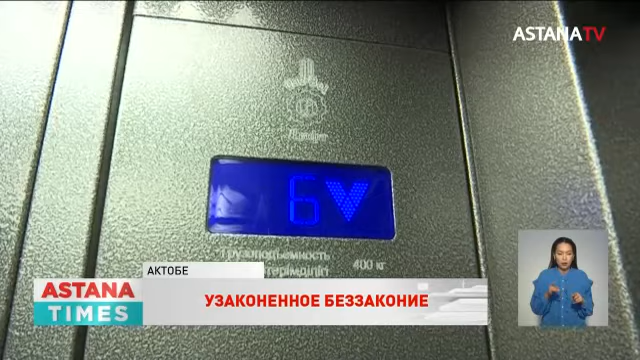 ASTANATV
6
Грузоподъемность
400 кг
АКТОБЕ
ASTANA
TIMES
УЗАКОНЕННОЕ БЕЗЗАКОНИЕ